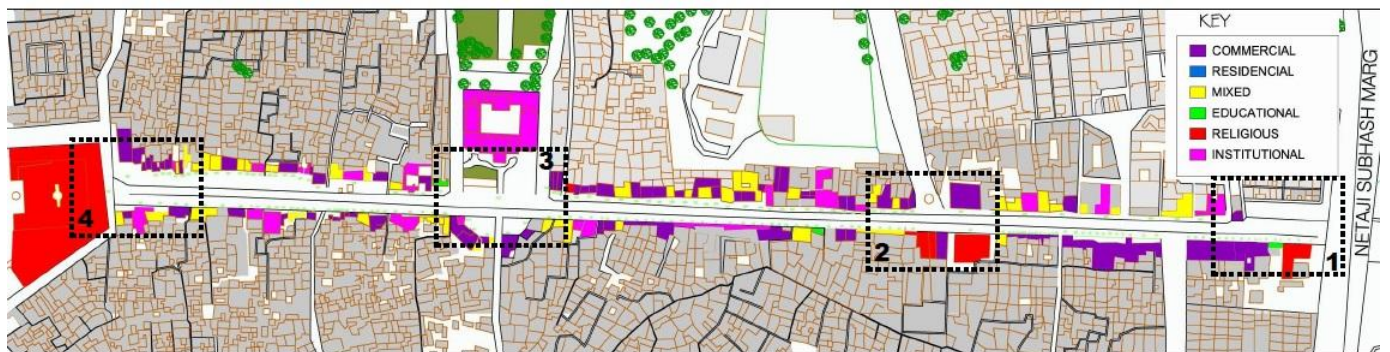 KEY
COMMERCIAL
RESIDENCIAL
MIXED
EDUCATIONAL
RELIGIOUS
INSTITUTIONAL
NETAJI SUBHASH MARG
4
3
2
1